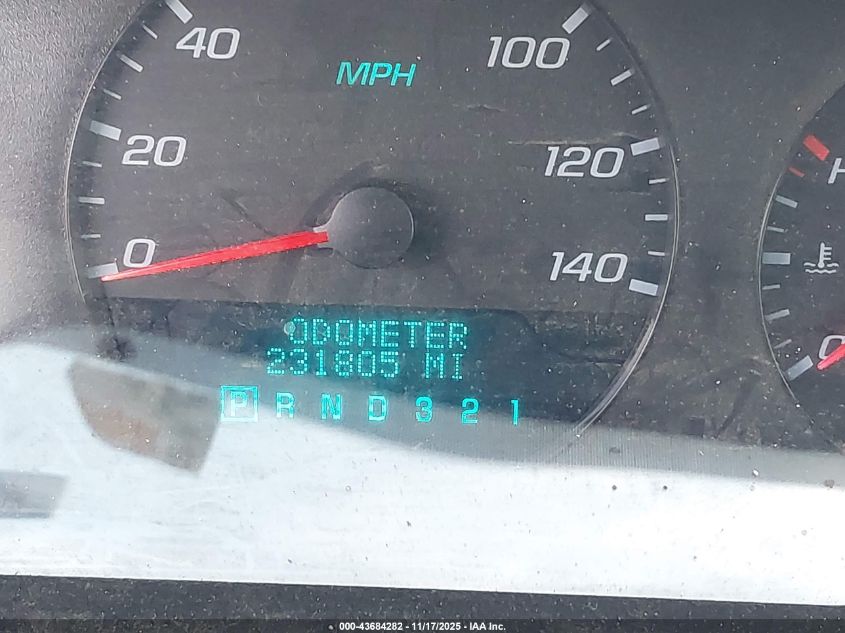 40
100
MPH
20
120
H
0
140
ODOMETER
231805 MI
P R N D 3 2 1
000-43684282 - 11/17/2025 - IAA Inc.